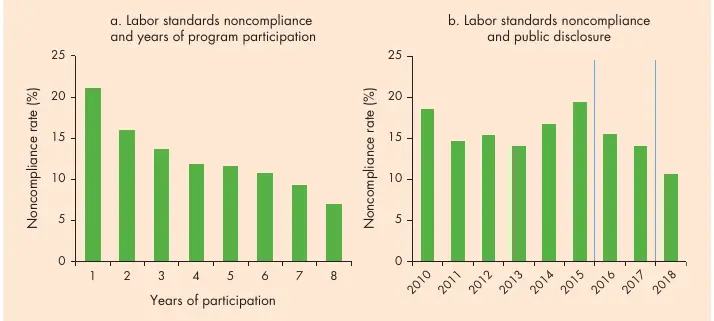 a. Labor standards noncompliance
and years of program participation
Noncompliance rate (%)
25
20
15
10
5
0
1 2 3 4 5 6 7 8
Years of participation
b. Labor standards noncompliance
and public disclosure
Noncompliance rate (%)
25
20
15
10
5
0
2010 2011 2012 2013 2014 2015 2016 2017 2018